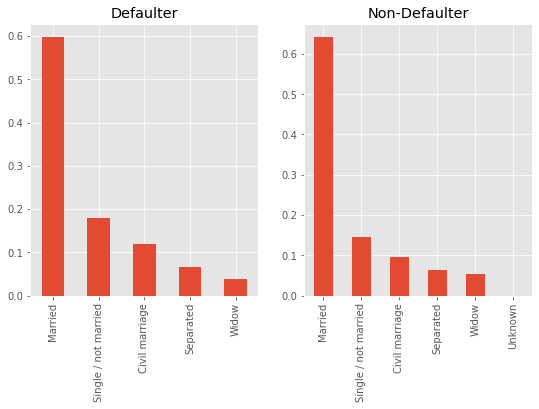 Defaulter
0.6
0.5
0.4
0.3
0.2
0.1
0.0
Married
Single / not married
Civil marriage
Separated
Widow
Non-Defaulter
0.6
0.5
0.4
0.3
0.2
0.1
0.0
Married
Single / not married
Civil marriage
Separated
Widow
Unknown